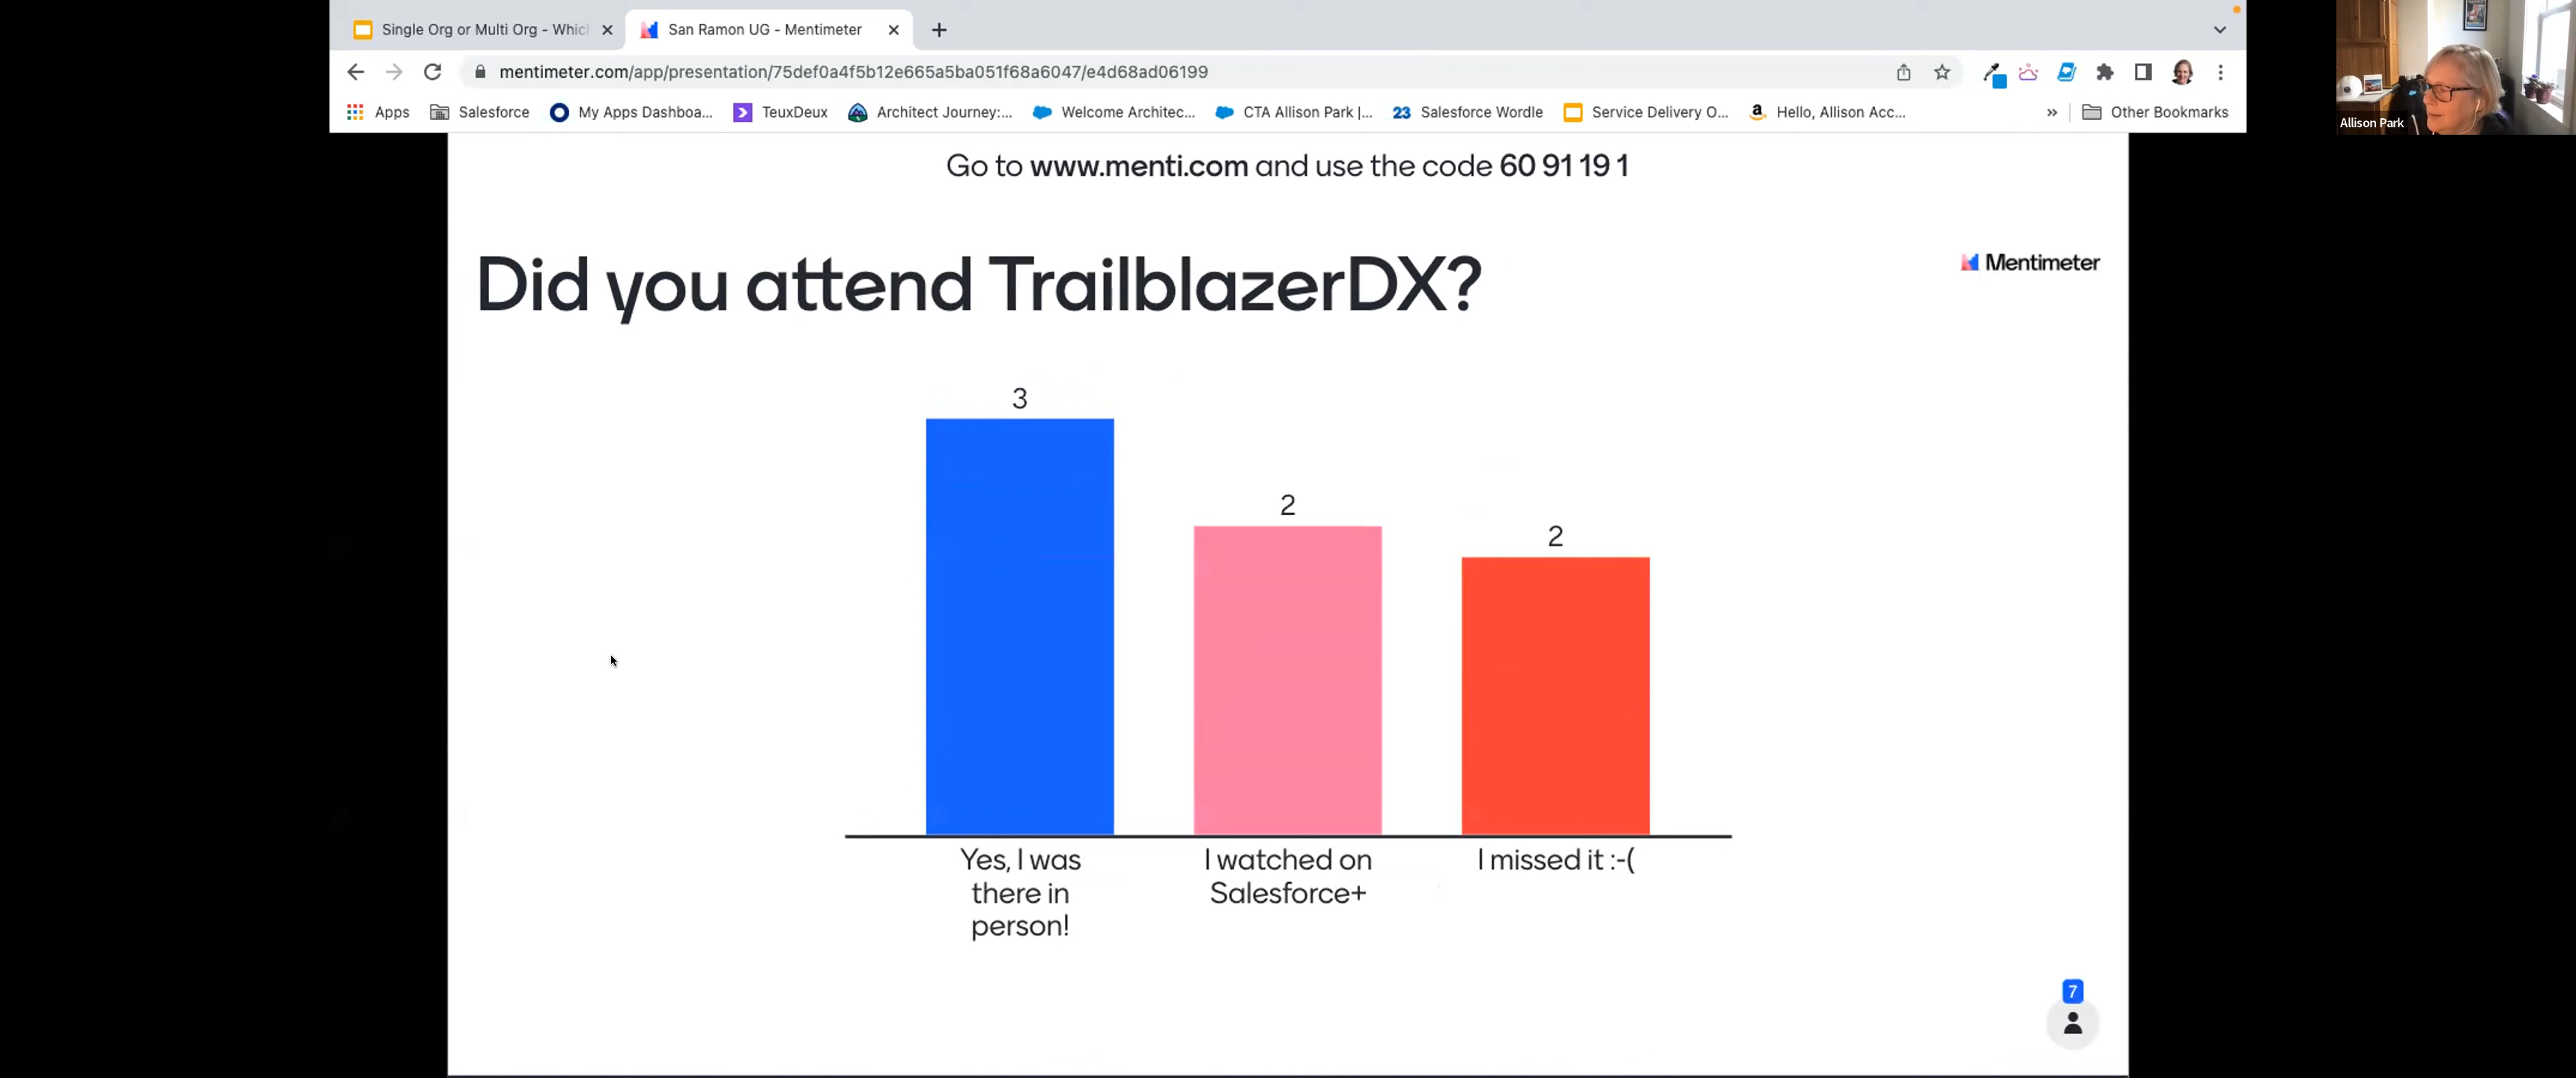 Single Org or Multi Org - Whic
San Ramon UG - Mentimeter
mentimeter.com/app/presentation/75def0a4f5b12e665a5ba051f68a6047/e4d68ad06199
Apps
Salesforce
My Apps Dashboa...
TeuxDeux
Architect Journey:...
Welcome Architec...
CTA Allison Park |...
23 Salesforce Wordle
Service Delivery O...
Hello, Allison Acc...
»
Other Bookmarks
Allison Park
Go to www.menti.com and use the code 60 91 19 1
Did you attend TrailblazerDX?
Mentimeter
3
2
2
Yes, I was
there in
person!
I watched on
Salesforce+
I missed it :-(
7